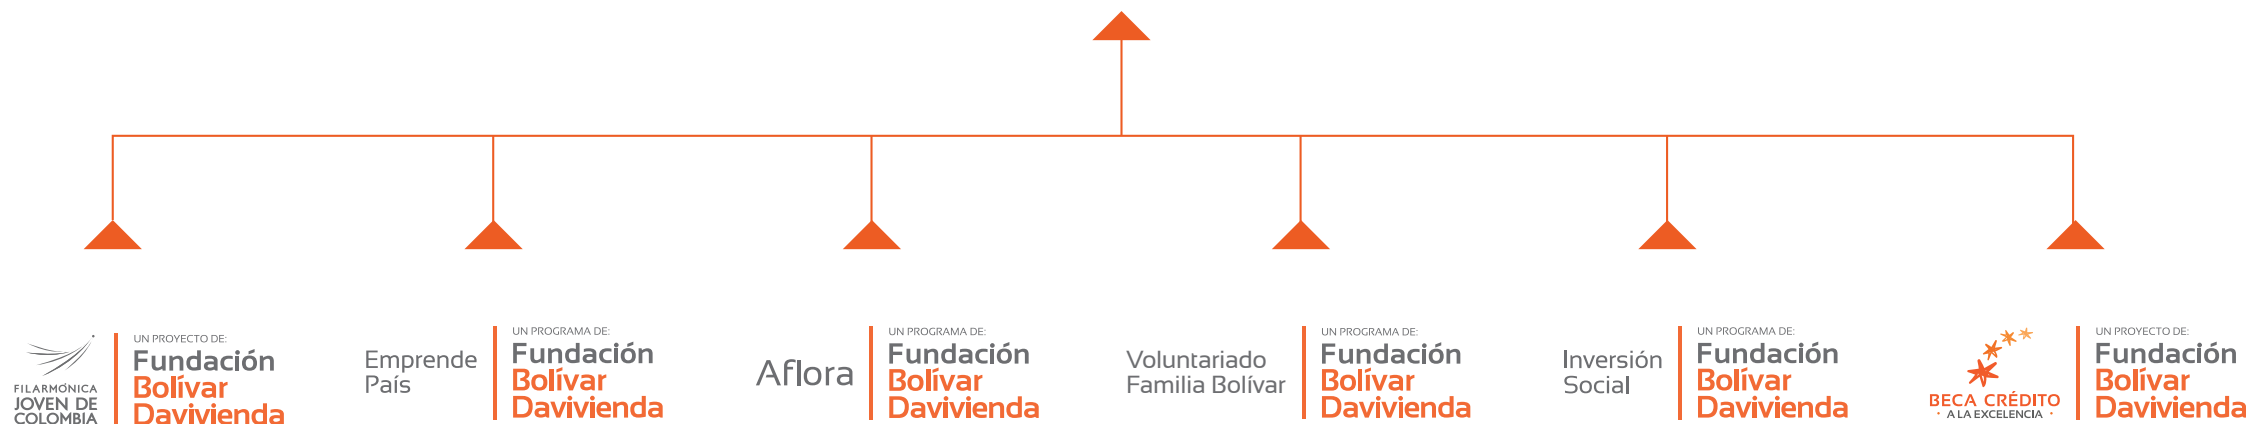 FILARMÓNICA
JOVEN DE
COLOMBIA
UN PROYECTO DE:
Fundación
Bolívar
Davivienda
Emprende
País
UN PROGRAMA DE:
Fundación
Bolívar
Davivienda
Aflora
UN PROGRAMA DE:
Fundación
Bolívar
Davivienda
Voluntariado
Familia Bolívar
UN PROGRAMA DE:
Fundación
Bolívar
Davivienda
Inversión
Social
UN PROGRAMA DE:
Fundación
Bolívar
Davivienda
BECA CRÉDITO
· A LA EXCELENCIA ·
UN PROYECTO DE:
Fundación
Bolívar
Davivienda